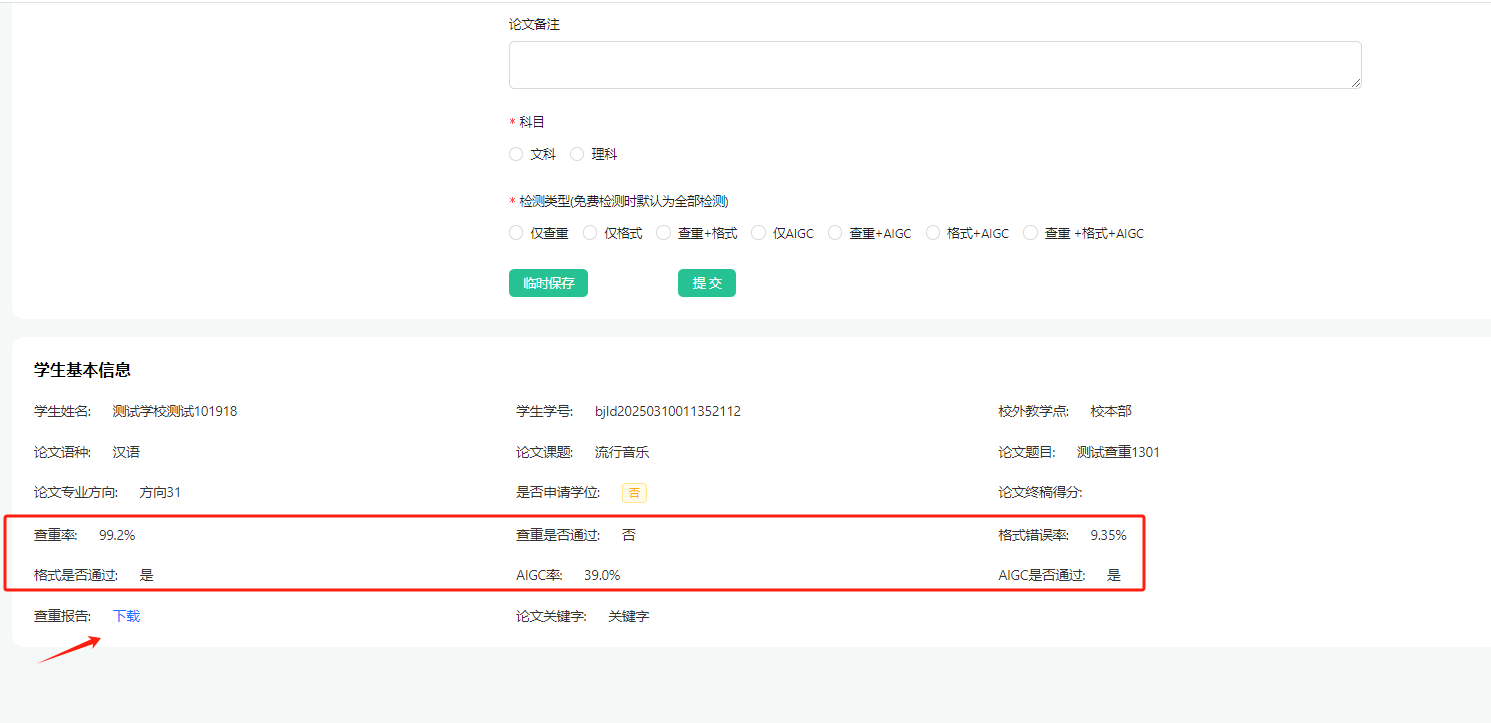 论文备注
* 科目
文科 理科
* 检测类型(免费检测时默认为全部检测)
仅查重 仅格式 查重+格式 仅AIGC 查重+AIGC 格式+AIGC 查重 +格式+AIGC
临时保存 提 交
学生基本信息
学生姓名: 测试学校测试101918 学生学号: bjld20250310011352112 校外教学点: 校本部
论文语种: 汉语 论文课题: 流行音乐 论文题目: 测试查重1301
论文专业方向: 方向31 是否申请学位: 否 论文终稿得分:
查重率: 99.2% 查重是否通过: 否 格式错误率: 9.35%
格式是否通过: 是 AIGC率: 39.0% AIGC是否通过: 是
查重报告: 下载 论文关键字: 关键字